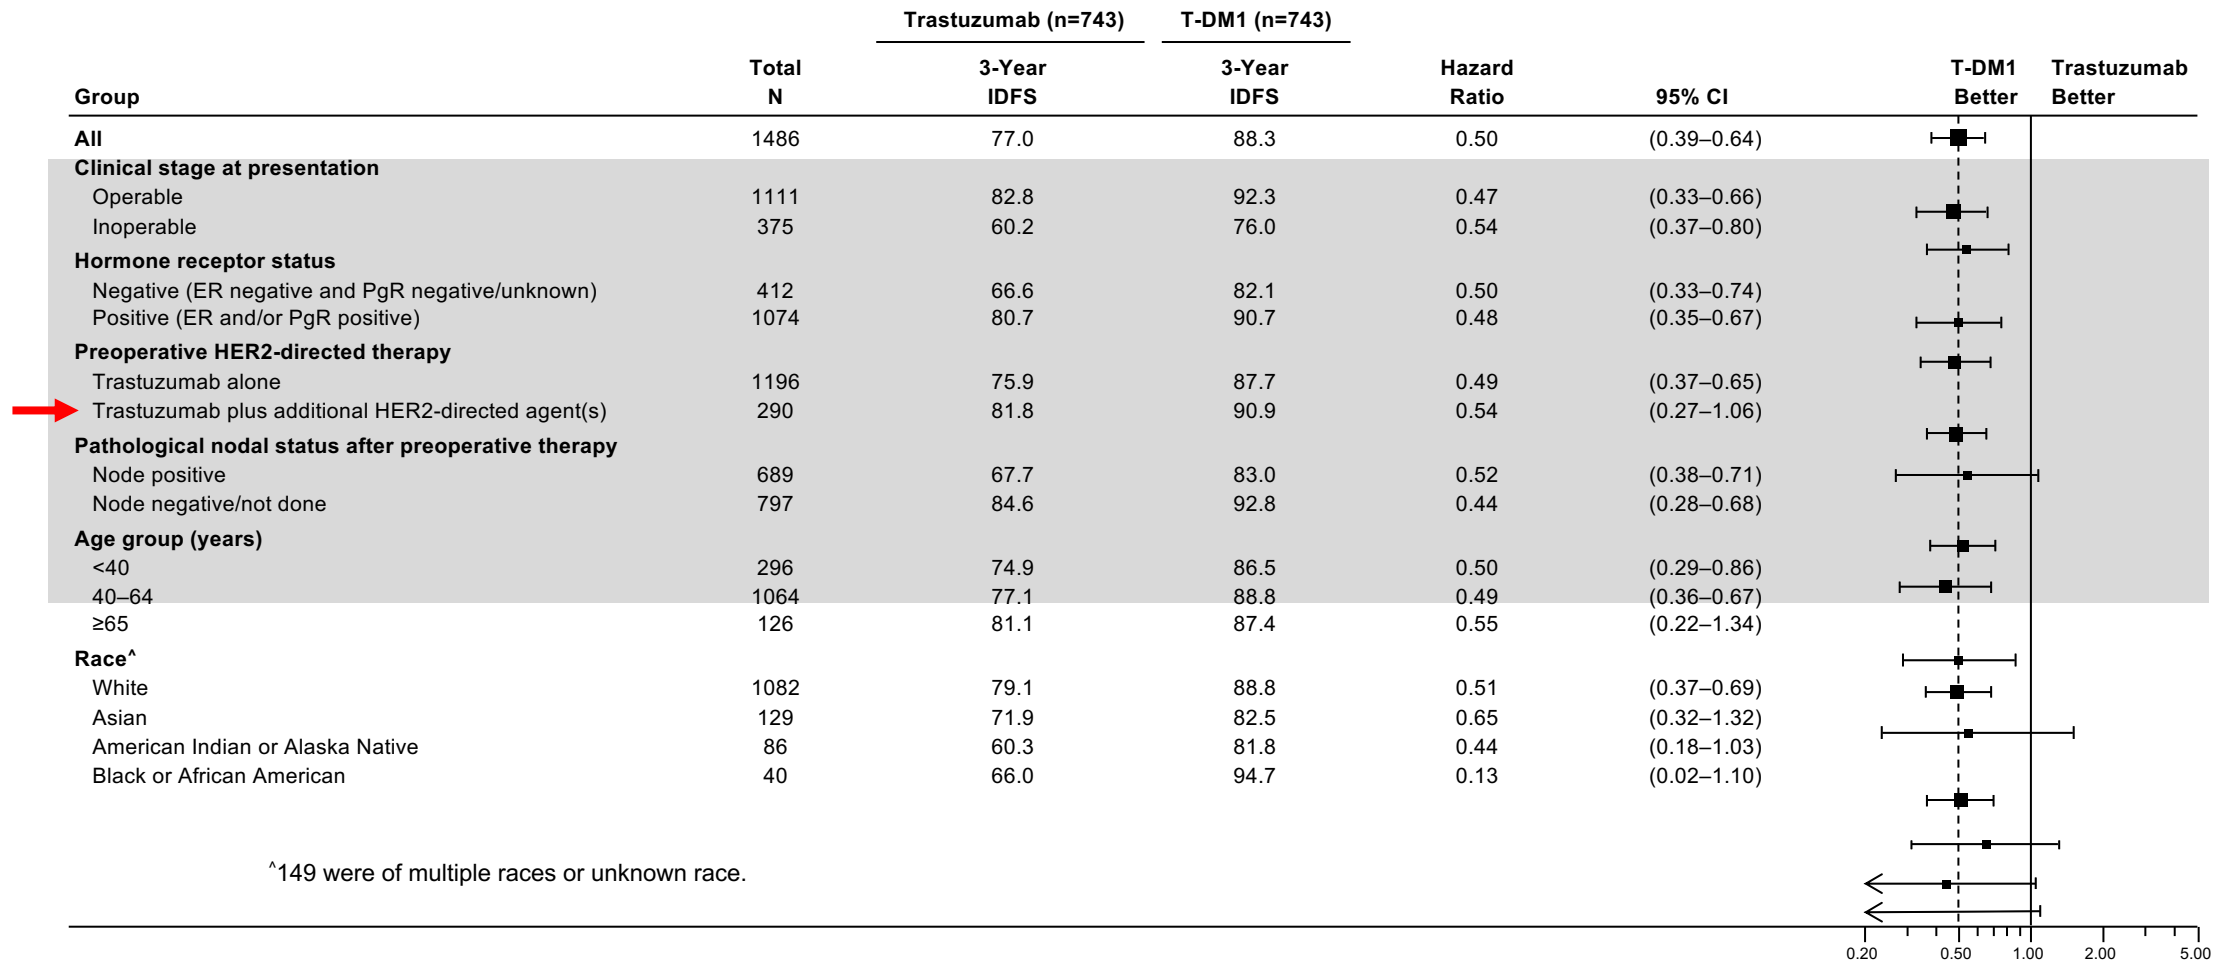 Trastuzumab (n=743) T-DM1 (n=743)
Total 3-Year 3-Year Hazard T-DM1 Trastuzumab
Group N IDFS IDFS Ratio 95% CI Better Better
All 1486 77.0 88.3 0.50 (0.39–0.64)
Clinical stage at presentation
Operable 1111 82.8 92.3 0.47 (0.33–0.66)
Inoperable 375 60.2 76.0 0.54 (0.37–0.80)
Hormone receptor status
Negative (ER negative and PgR negative/unknown) 412 66.6 82.1 0.50 (0.33–0.74)
Positive (ER and/or PgR positive) 1074 80.7 90.7 0.48 (0.35–0.67)
Preoperative HER2-directed therapy
Trastuzumab alone 1196 75.9 87.7 0.49 (0.37–0.65)
Trastuzumab plus additional HER2-directed agent(s) 290 81.8 90.9 0.54 (0.27–1.06)
Pathological nodal status after preoperative therapy
Node positive 689 67.7 83.0 0.52 (0.38–0.71)
Node negative/not done 797 84.6 92.8 0.44 (0.28–0.68)
Age group (years)
<40 296 74.9 86.5 0.50 (0.29–0.86)
40–64 1064 77.1 88.8 0.49 (0.36–0.67)
≥65 126 81.1 87.4 0.55 (0.22–1.34)
Race^
White 1082 79.1 88.8 0.51 (0.37–0.69)
Asian 129 71.9 82.5 0.65 (0.32–1.32)
American Indian or Alaska Native 86 60.3 81.8 0.44 (0.18–1.03)
Black or African American 40 66.0 94.7 0.13 (0.02–1.10)
^149 were of multiple races or unknown race.
0.20 0.50 1.00 2.00 5.00